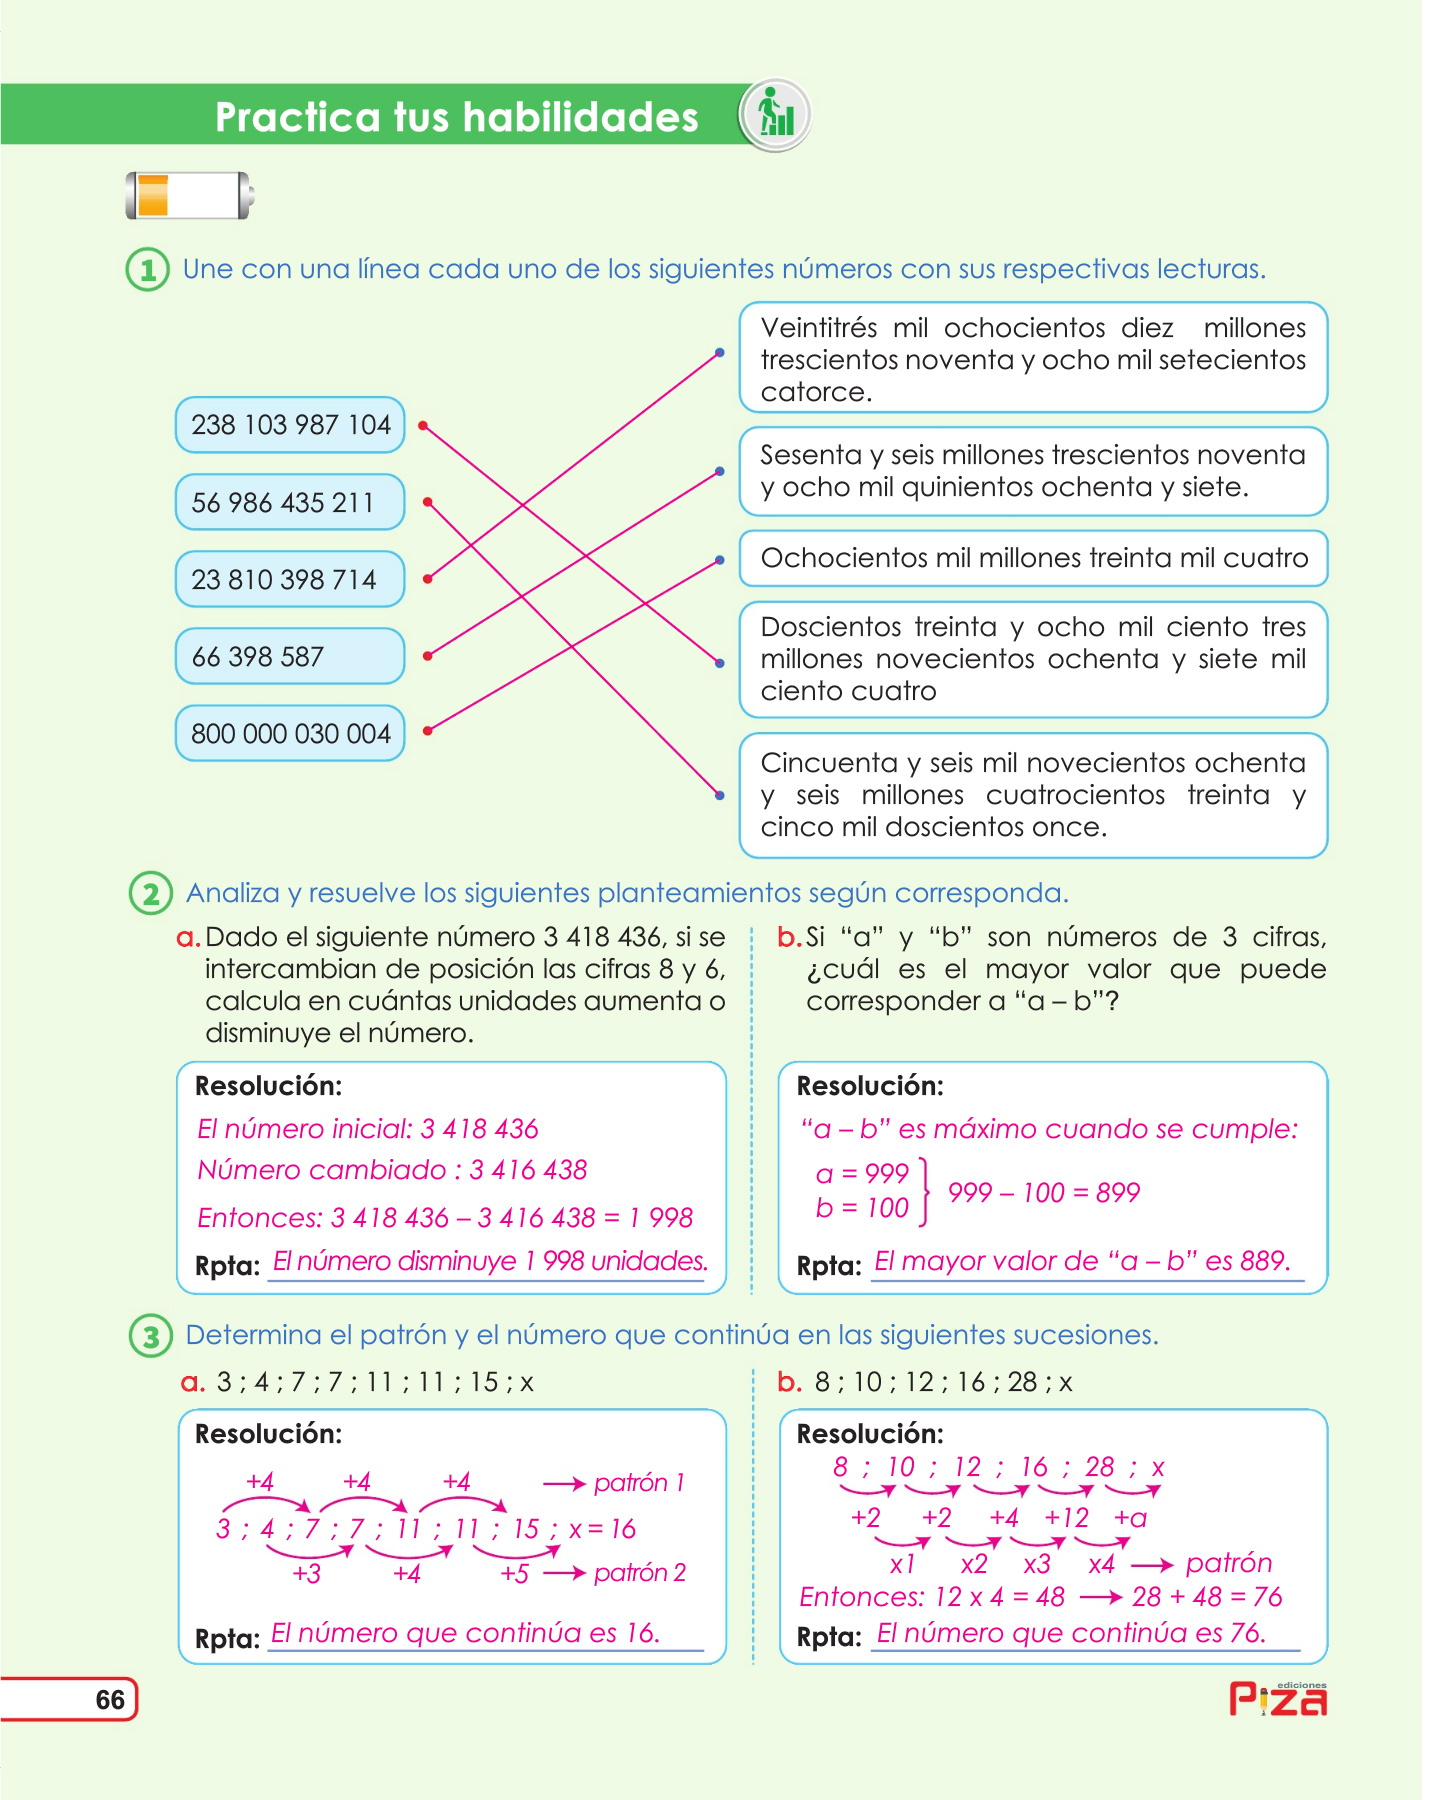 Practica tus habilidades
1 Une con una línea cada uno de los siguientes números con sus respectivas lecturas.
238 103 987 104
56 986 435 211
23 810 398 714
66 398 587
800 000 030 004
Veintitrés mil ochocientos diez millones
trescientos noventa y ocho mil setecientos
catorce.
Sesenta y seis millones trescientos noventa
y ocho mil quinientos ochenta y siete.
Ochocientos mil millones treinta mil cuatro
Doscientos treinta y ocho mil ciento tres
millones novecientos ochenta y siete mil
ciento cuatro
Cincuenta y seis mil novecientos ochenta
y seis millones cuatrocientos treinta y
cinco mil doscientos once.
2 Analiza y resuelve los siguientes planteamientos según corresponda.
a. Dado el siguiente número 3 418 436, si se
intercambian de posición las cifras 8 y 6,
calcula en cuántas unidades aumenta o
disminuye el número.
Resolución:
El número inicial: 3 418 436
Número cambiado : 3 416 438
Entonces: 3 418 436 – 3 416 438 = 1 998
Rpta: El número disminuye 1 998 unidades.
b. Si “a” y “b” son números de 3 cifras,
¿cuál es el mayor valor que puede
corresponder a “a – b”?
Resolución:
“a – b” es máximo cuando se cumple:
a = 999
b = 100
999 – 100 = 899
Rpta: El mayor valor de “a – b” es 889.
3 Determina el patrón y el número que continúa en las siguientes sucesiones.
a. 3 ; 4 ; 7 ; 7 ; 11 ; 11 ; 15 ; x
Resolución:
+4 +4 +4 → patrón 1
3 ; 4 ; 7 ; 7 ; 11 ; 11 ; 15 ; x = 16
+3 +4 +5 → patrón 2
Rpta: El número que continúa es 16.
b. 8 ; 10 ; 12 ; 16 ; 28 ; x
Resolución:
8 ; 10 ; 12 ; 16 ; 28 ; x
+2 +2 +4 +12 +a
x1 x2 x3 x4 → patrón
Entonces: 12 x 4 = 48 → 28 + 48 = 76
Rpta: El número que continúa es 76.
66
ediciones
Piza